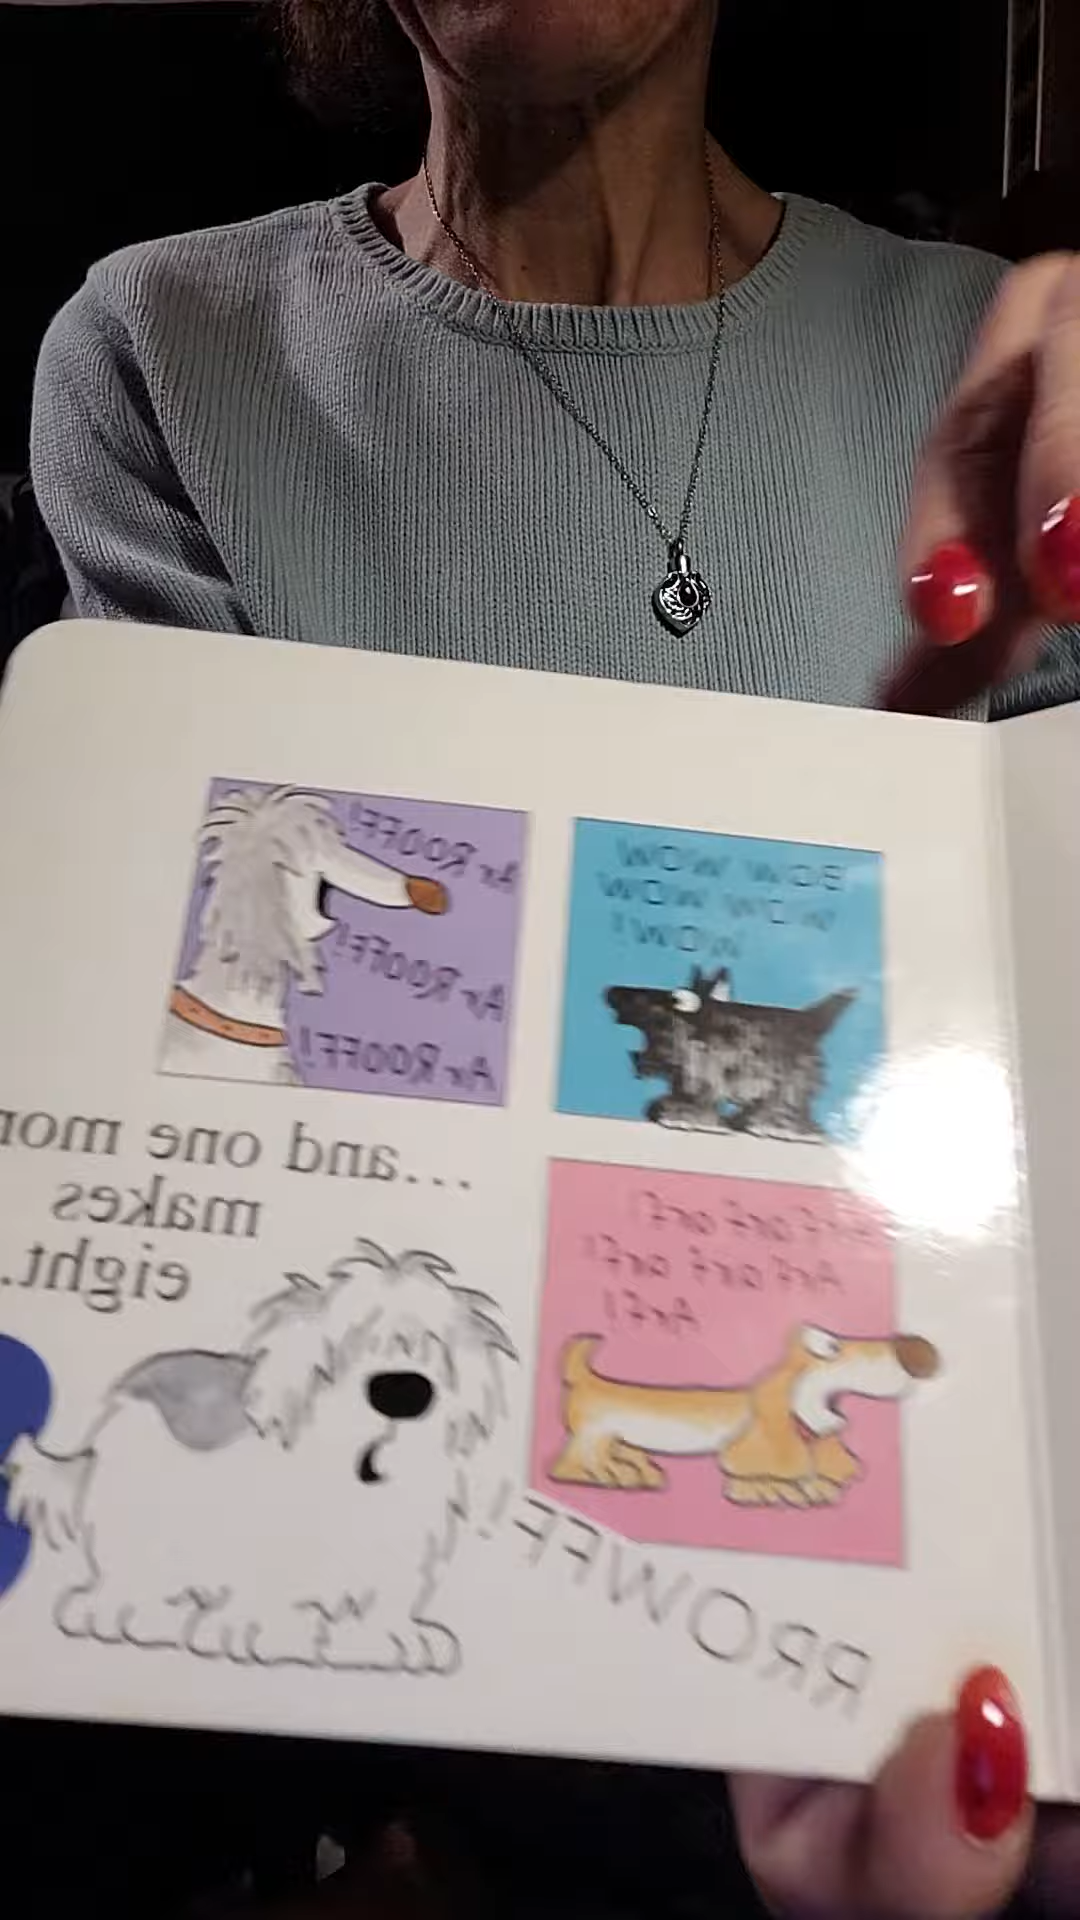 BOW WOW
WOW WOW
WOW!
Ar ROOFF!
Ar ROOFF!
Ar ROOFF!
Arf arf arf!
Arf arf arf!
Arf!
...and one
makes
eight.
RROWFF!